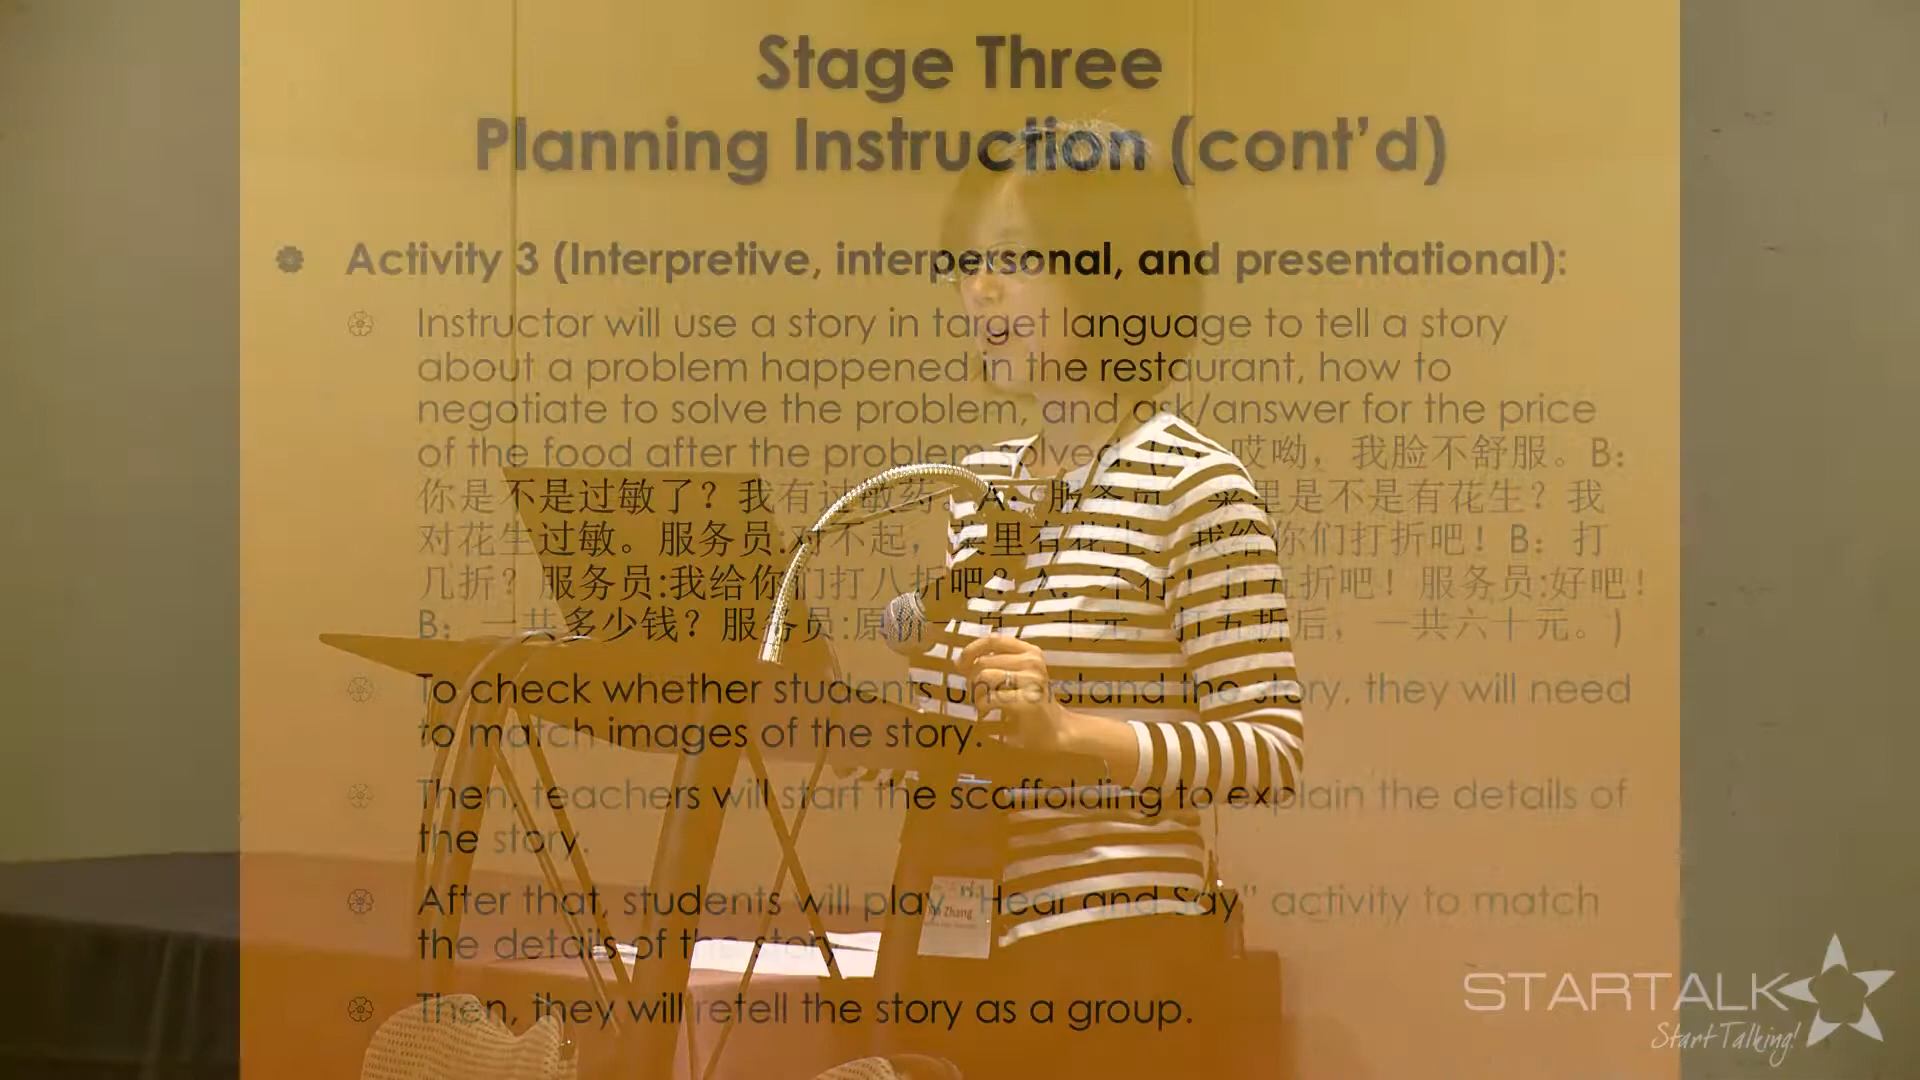 Stage Three
Planning Instruction (cont’d)
Activity 3 (Interpretive, interpersonal, and presentational):
Instructor will use a story in target language to tell a story
about a problem happened in the restaurant, how to
negotiate to solve the problem, and ask/answer for the price
of the food after the problem solved. (A: 哎呦，我脸不舒服。B:
你是不是过敏了？我有过敏药。A: 服务员，菜里是不是有花生？我
对花生过敏。服务员:对不起，菜里有花生。我给你们打折吧！B：打
几折？服务员:我给你们打八折吧？A：不行！打五折吧！服务员:好吧！
B：一共多少钱？服务员:原价一百二十元，打五折后，一共六十元。)
To check whether students understand the story, they will need
to match images of the story.
Then, teachers will start the scaffolding to explain the details of
the story.
After that, students will play "Hear and Say" activity to match
the details of the story.
Then, they will retell the story as a group.
Zhang
STARTALK
Start Talking!